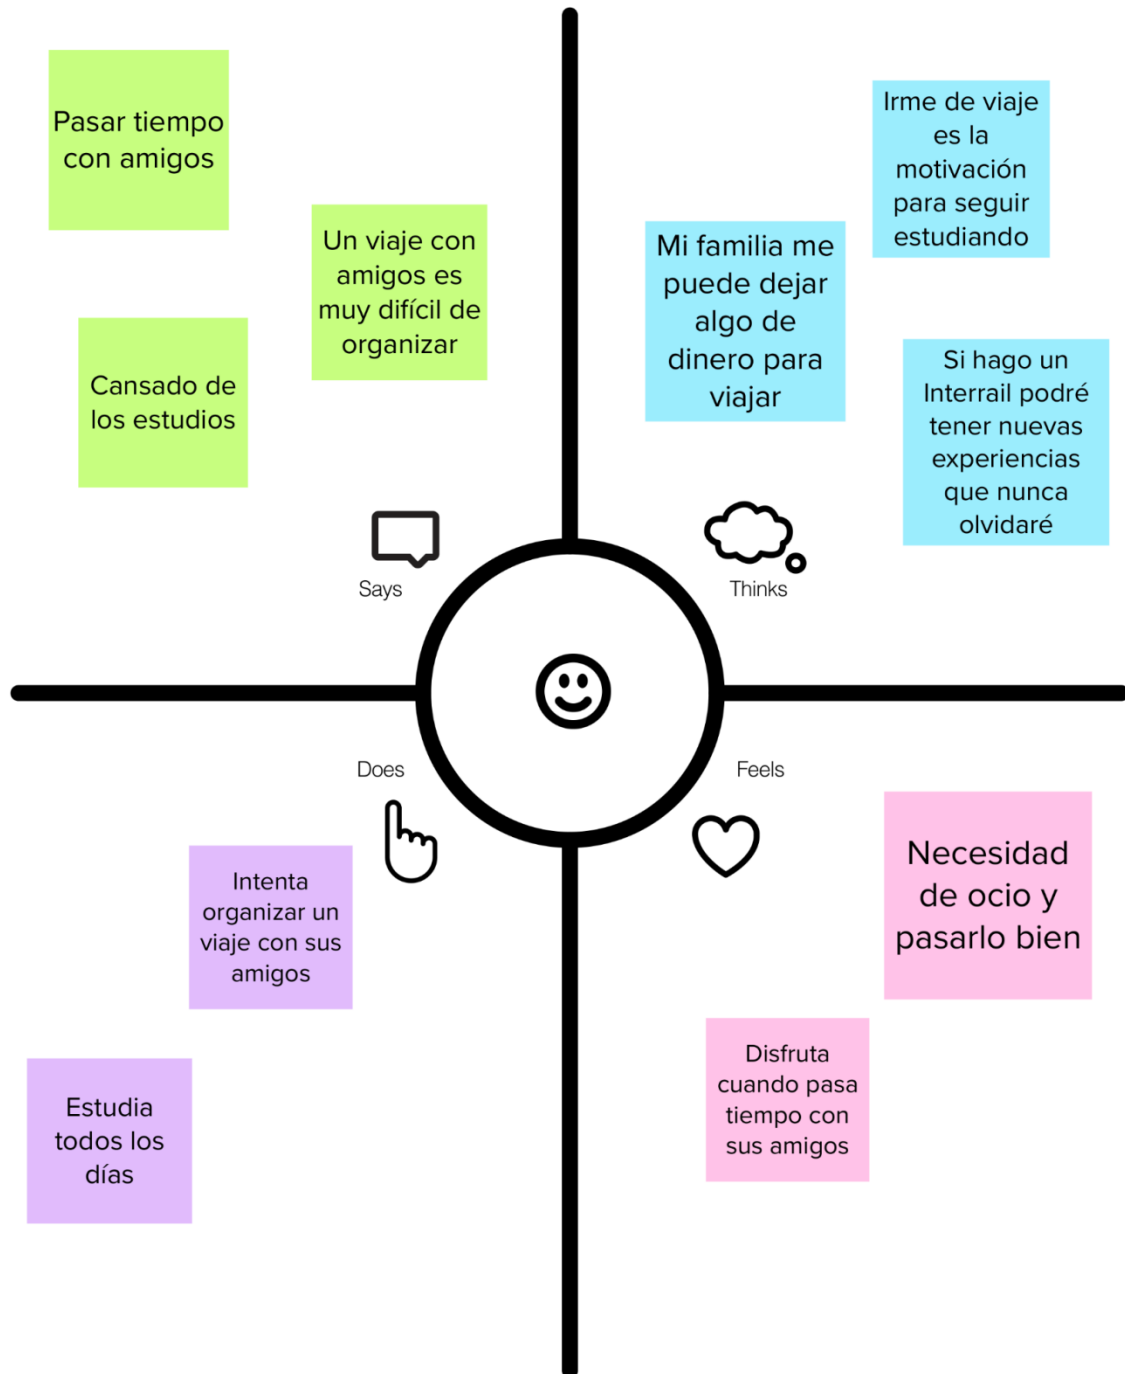 Pasar tiempo
con amigos
Un viaje con
amigos es
muy difícil de
organizar
Cansado de
los estudios
Says
Irme de viaje
es la
motivación
para seguir
estudiando
Mi familia me
puede dejar
algo de
dinero para
viajar
Si hago un
Interrail podré
tener nuevas
experiencias
que nunca
olvidaré
Thinks
Does
Intenta
organizar un
viaje con sus
amigos
Estudia
todos los
días
Feels
Necesidad
de ocio y
pasarlo bien
Disfruta
cuando pasa
tiempo con
sus amigos